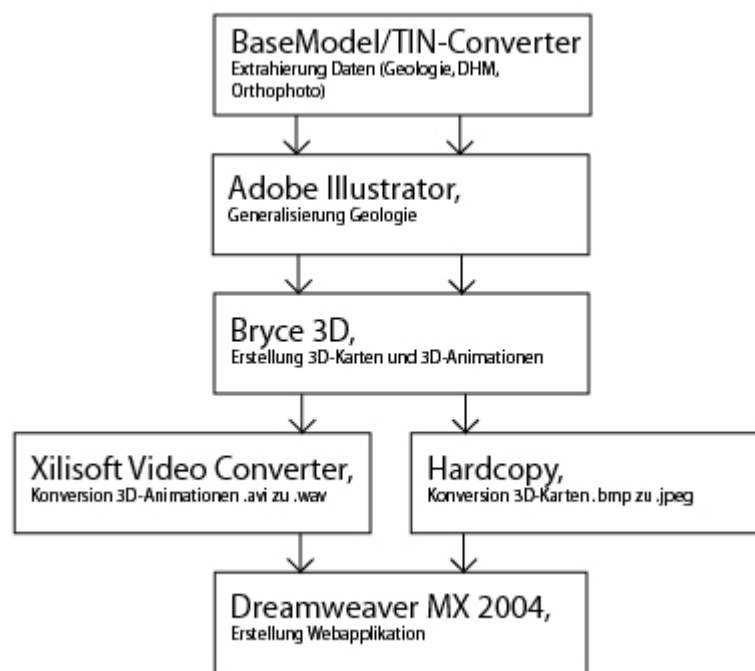 BaseModel/TIN-Converter
Extrahierung Daten (Geologie, DHM,
Orthophoto)
Adobe Illustrator,
Generalisierung Geologie
Bryce 3D,
Erstellung 3D-Karten und 3D-Animationen
Xilisoft Video Converter,
Konversion 3D-Animationen .avi zu .wav
Hardcopy,
Konversion 3D-Karten .bmp zu .jpeg
Dreamweaver MX 2004,
Erstellung Webapplikation